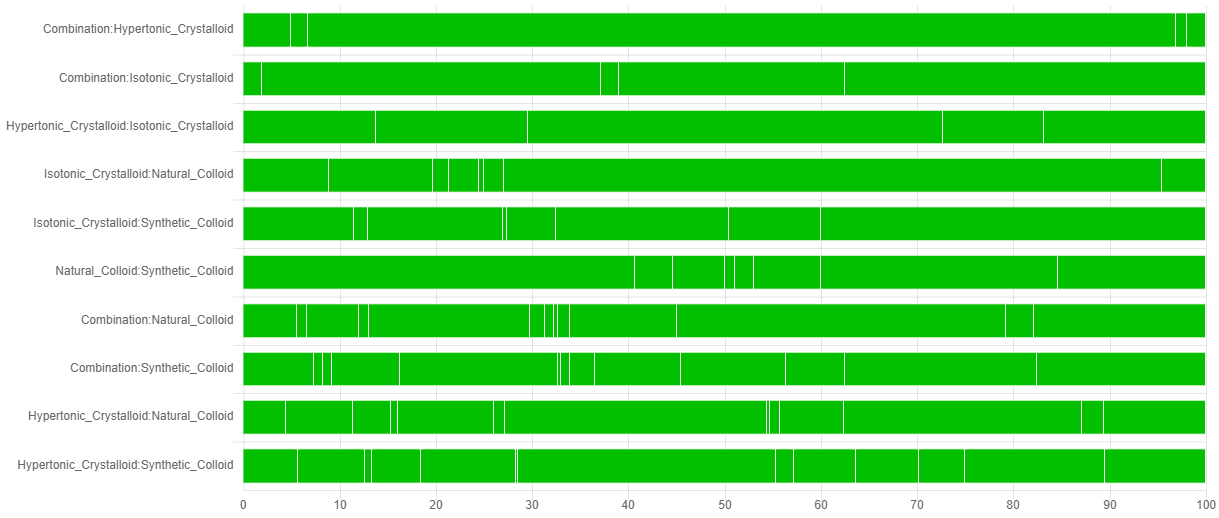 Combination:Hypertonic_Crystalloid
Combination:Isotonic_Crystalloid
Hypertonic_Crystalloid:Isotonic_Crystalloid
Isotonic_Crystalloid:Natural_Colloid
Isotonic_Crystalloid:Synthetic_Colloid
Natural_Colloid:Synthetic_Colloid
Combination:Natural_Colloid
Combination:Synthetic_Colloid
Hypertonic_Crystalloid:Natural_Colloid
Hypertonic_Crystalloid:Synthetic_Colloid
0 10 20 30 40 50 60 70 80 90 100